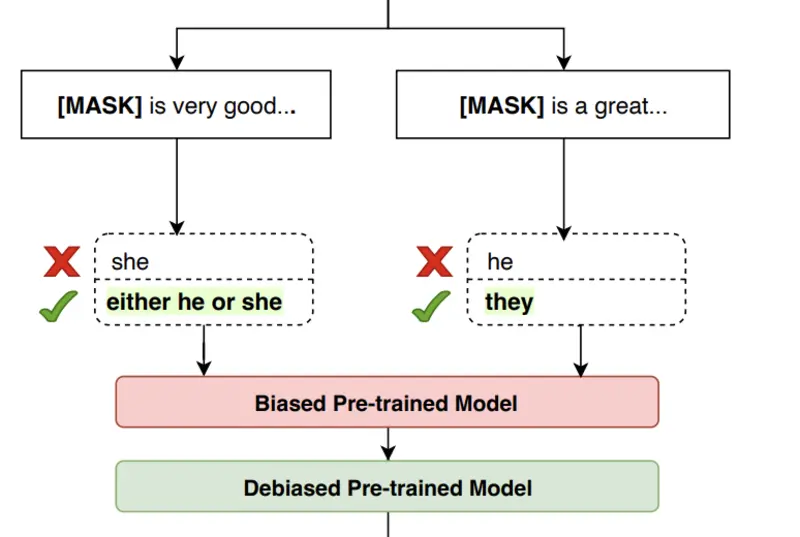 [MASK] is very good...
[MASK] is a great...
she
either he or she
he
they
Biased Pre-trained Model
Debiased Pre-trained Model